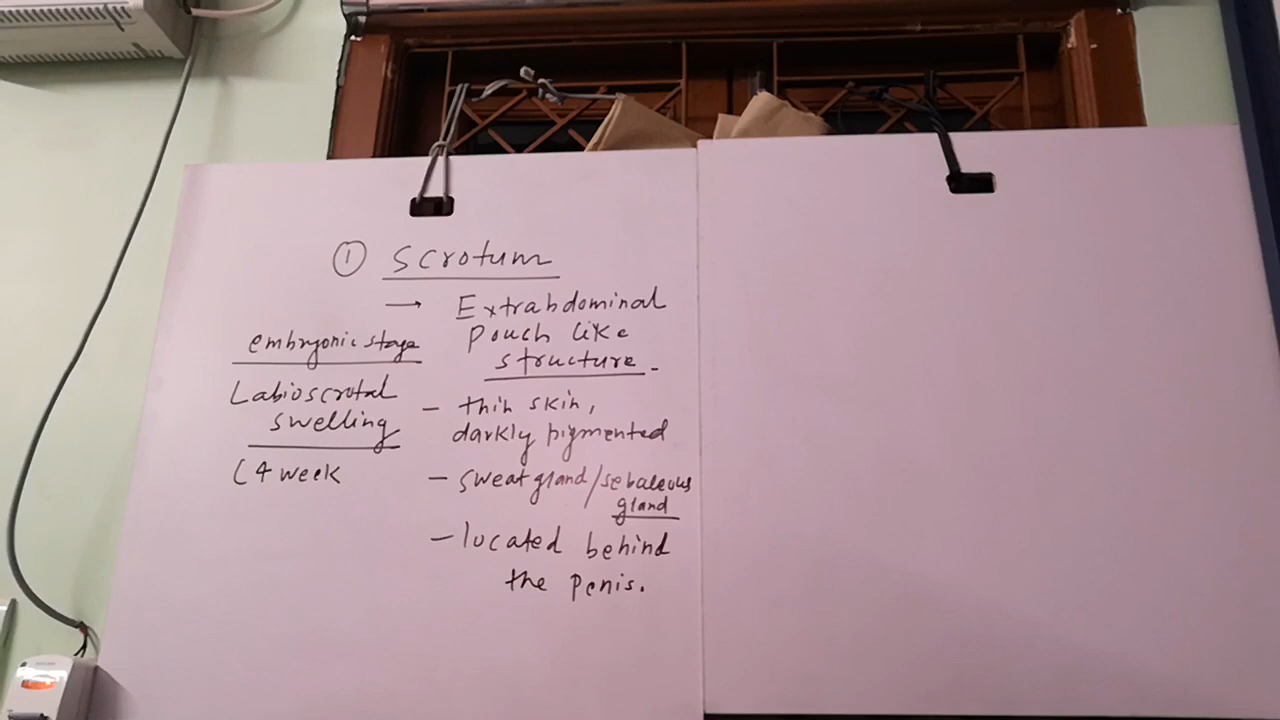 ① Scrotum
→ Extrabdominal
pouch like
structure.
- thin skin,
darkly pigmented
- sweat gland/sebaceous
gland
- located behind
the penis.
embryonic stage
Labioscrotal
swelling
(4 week